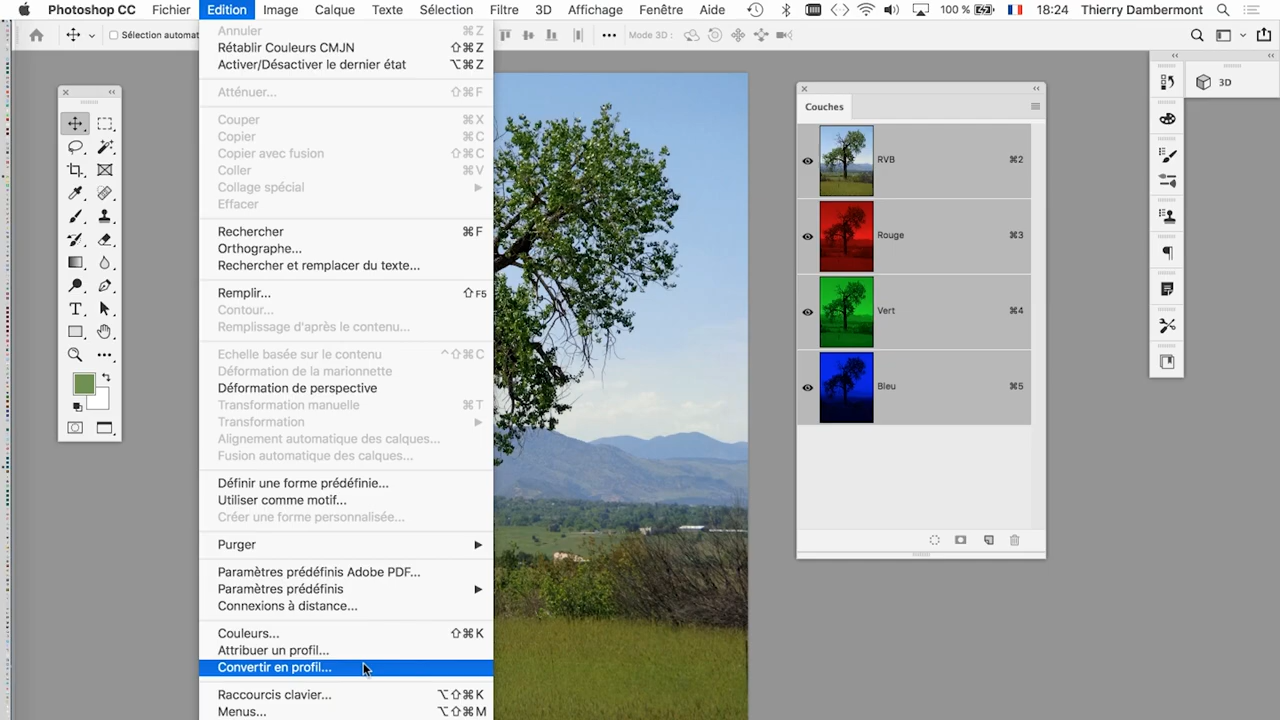 Photoshop CC Fichier Edition Image Calque Texte Sélection Filtre 3D Affichage Fenêtre Aide 100 % 18:24 Thierry Dambermont
Sélection automat
Mode 3D :
Annuler ⌘Z
Rétablir Couleurs CMJN ⇧⌘Z
Activer/Désactiver le dernier état ⌥⌘Z
Atténuer... ⇧⌘F
Couper ⌘X
Copier ⌘C
Copier avec fusion ⇧⌘C
Coller ⌘V
Collage spécial
Effacer
Rechercher ⌘F
Orthographe...
Rechercher et remplacer du texte...
Remplir... ⇧F5
Contour...
Remplissage d'après le contenu...
Echelle basée sur le contenu ^⇧⌘C
Déformation de la marionnette
Déformation de perspective
Transformation manuelle ⌘T
Transformation
Alignement automatique des calques...
Fusion automatique des calques...
Définir une forme prédéfinie...
Utiliser comme motif...
Créer une forme personnalisée...
Purger
Paramètres prédéfinis Adobe PDF...
Paramètres prédéfinis
Connexions à distance...
Couleurs... ⇧⌘K
Attribuer un profil...
Convertir en profil...
Raccourcis clavier... ⌥⇧⌘K
Menus... ⌥⇧⌘M
Couches
RVB ⌘2
Rouge ⌘3
Vert ⌘4
Bleu ⌘5
3D